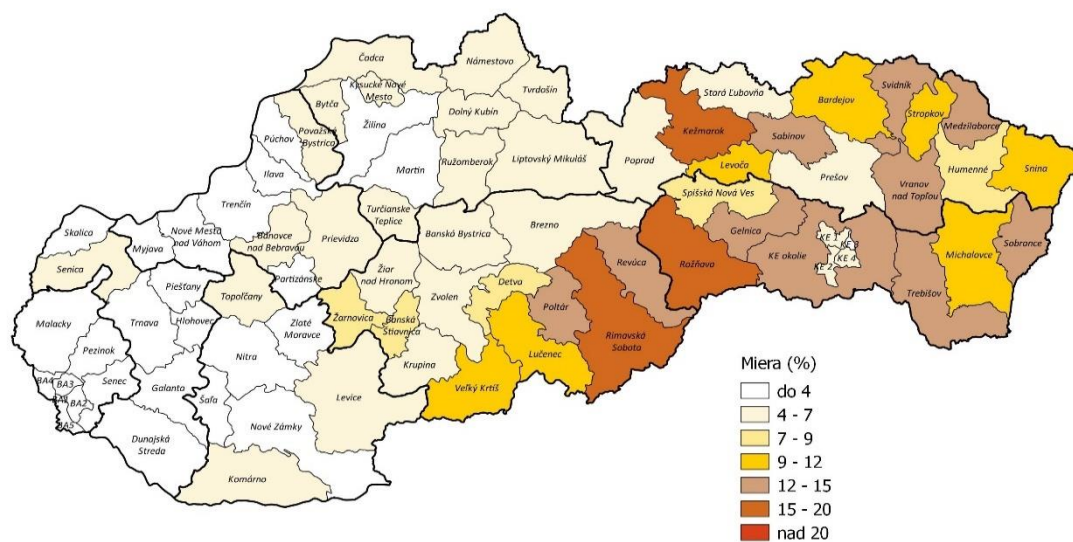 Čadca
Námestovo
Kysucké Nové
Mesto
Tvrdošín
Bytča
Dolný Kubín
Stará Ľubovňa
Bardejov
Svidník
Stropkov
Medzilaborce
Púchov
Považská
Bystrica
Žilina
Kežmarok
Sabinov
Ilava
Martin
Ružomberok
Liptovský Mikuláš
Poprad
Levoča
Prešov
Humenné
Snina
Vranov
nad Topľou
Trenčín
Turčianske
Teplice
Spišská Nová Ves
Skalica
Myjava
Nové Mesto
nad Váhom
Bánovce
nad Bebravou
Prievidza
Banská Bystrica
Brezno
Gelnica
KE 1
KE 3
KE okolie
KE 4
KE 2
Michalovce
Sobrance
Senica
Partizánske
Žiar
nad Hronom
Revúca
Rožňava
Piešťany
Topoľčany
Zvolen
Detva
Trebišov
Malacky
Trnava
Hlohovec
Zlaté
Moravce
Žarnovica
Banská
Štiavnica
Poltár
Rimavská
Sobota
Pezinok
Nitra
Krupina
Lučenec
BA4
BA3
Senec
Galanta
Šaľa
Levice
Veľký Krtíš
BA2
BA5
Nové Zámky
Dunajská
Streda
Komárno
Miera (%)
do 4
4 - 7
7 - 9
9 - 12
12 - 15
15 - 20
nad 20